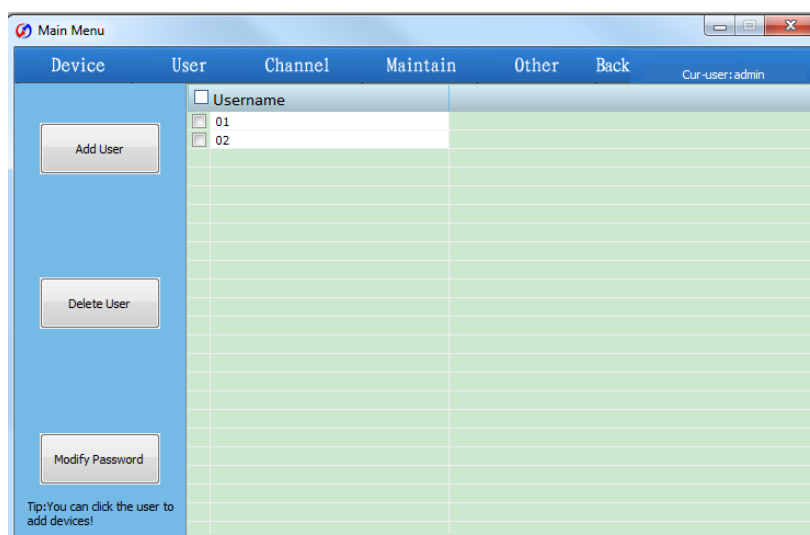 Main Menu
Device User Channel Maintain Other Back Cur-user:admin
Username
01
02
Add User
Delete User
Modify Password
Tip:You can click the user to
add devices!